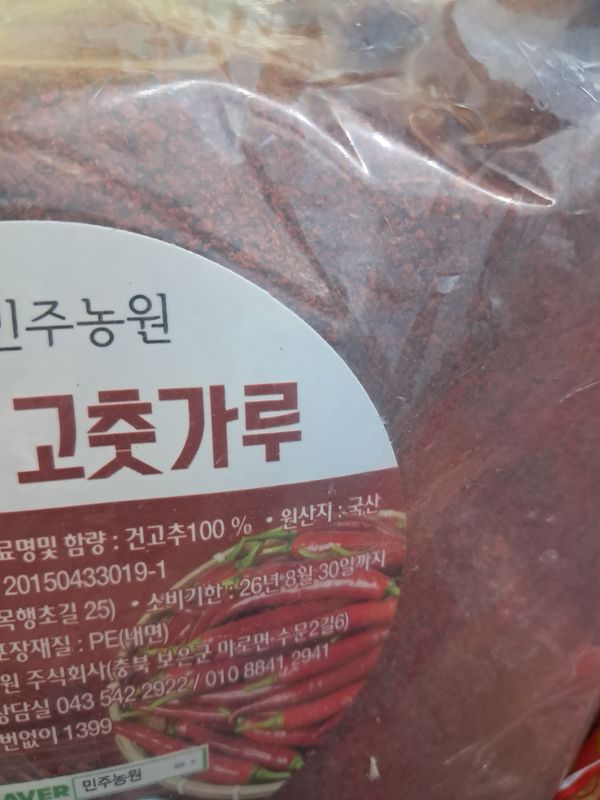 민주농원
고춧가루
료명및 함량 : 건고추100 % • 원산지 : 국산
20150433019-1
목행초길 25) • 소비기한 : 26년 8월 30일까지
포장재질 : PE(내면)
원 주식회사(충북 보은군 마로면 수문2길6)
상담실 043 542 2922 / 010 8841 2941
번없이 1399
AVER 민주농원